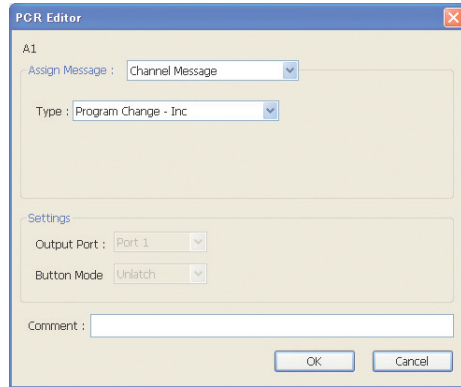 PCR Editor
A1
Assign Message : Channel Message
Type : Program Change - Inc
Settings
Output Port : Port 1
Button Mode Unlatch
Comment :
OK Cancel